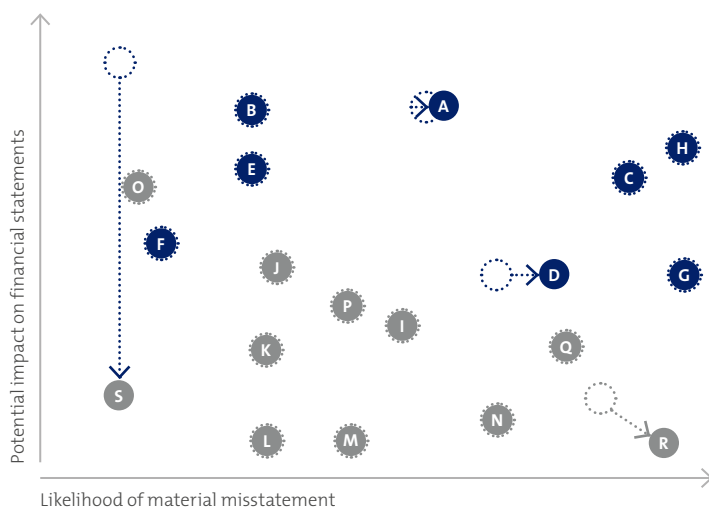 Potential impact on financial statements
A
B
H
E
C
O
F
J
D
G
P
I
K
Q
S
N
L
M
R
Likelihood of material misstatement